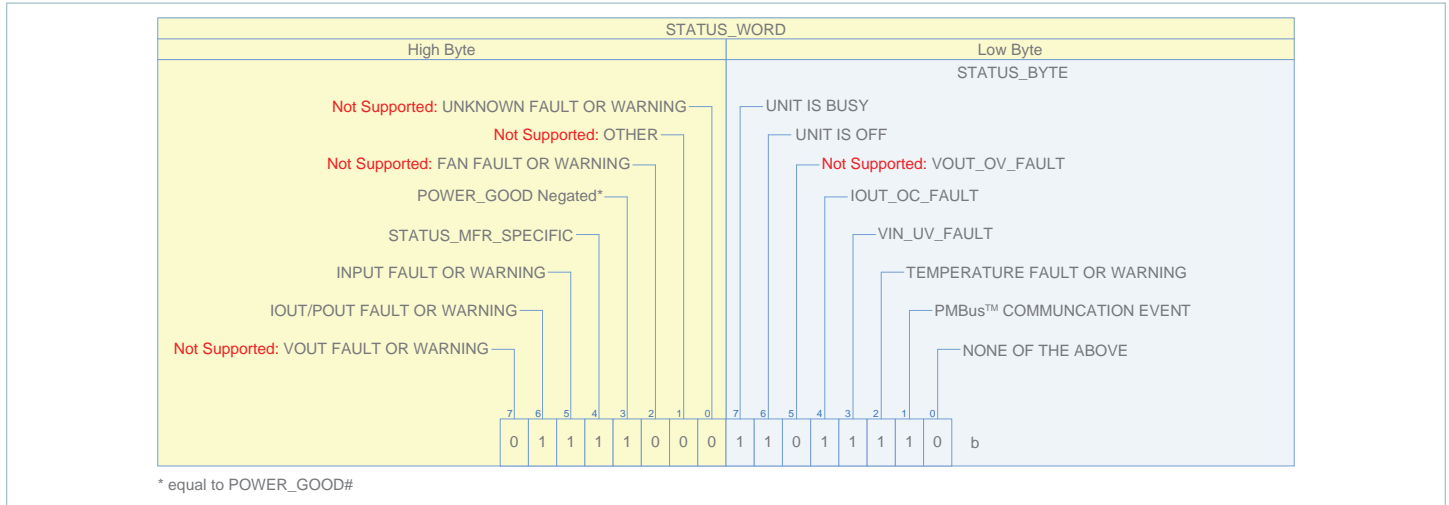 STATUS_WORD
High Byte
Low Byte
STATUS_BYTE
Not Supported: UNKNOWN FAULT OR WARNING
UNIT IS BUSY
Not Supported: OTHER
UNIT IS OFF
Not Supported: FAN FAULT OR WARNING
Not Supported: VOUT_OV_FAULT
POWER_GOOD Negated*
IOUT_OC_FAULT
STATUS_MFR_SPECIFIC
VIN_UV_FAULT
INPUT FAULT OR WARNING
TEMPERATURE FAULT OR WARNING
IOUT/POUT FAULT OR WARNING
PMBus™ COMMUNCATION EVENT
Not Supported: VOUT FAULT OR WARNING
NONE OF THE ABOVE
7 6 5 4 3 2 1 0 7 6 5 4 3 2 1 0
0 1 1 1 1 0 0 0 1 1 0 1 1 1 1 0 b
* equal to POWER_GOOD#